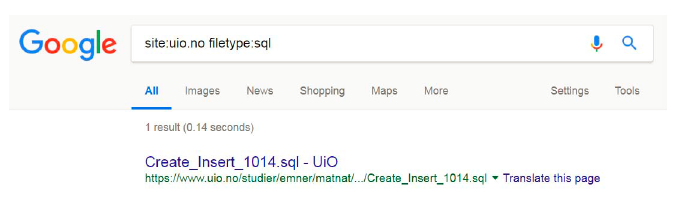 Google site:uio.no filetype:sql
All Images News Shopping Maps More Settings Tools
1 result (0.14 seconds)
Create_Insert_1014.sql - UiO
https://www.uio.no/studier/emner/matnat/.../Create_Insert_1014.sql ▾ Translate this page